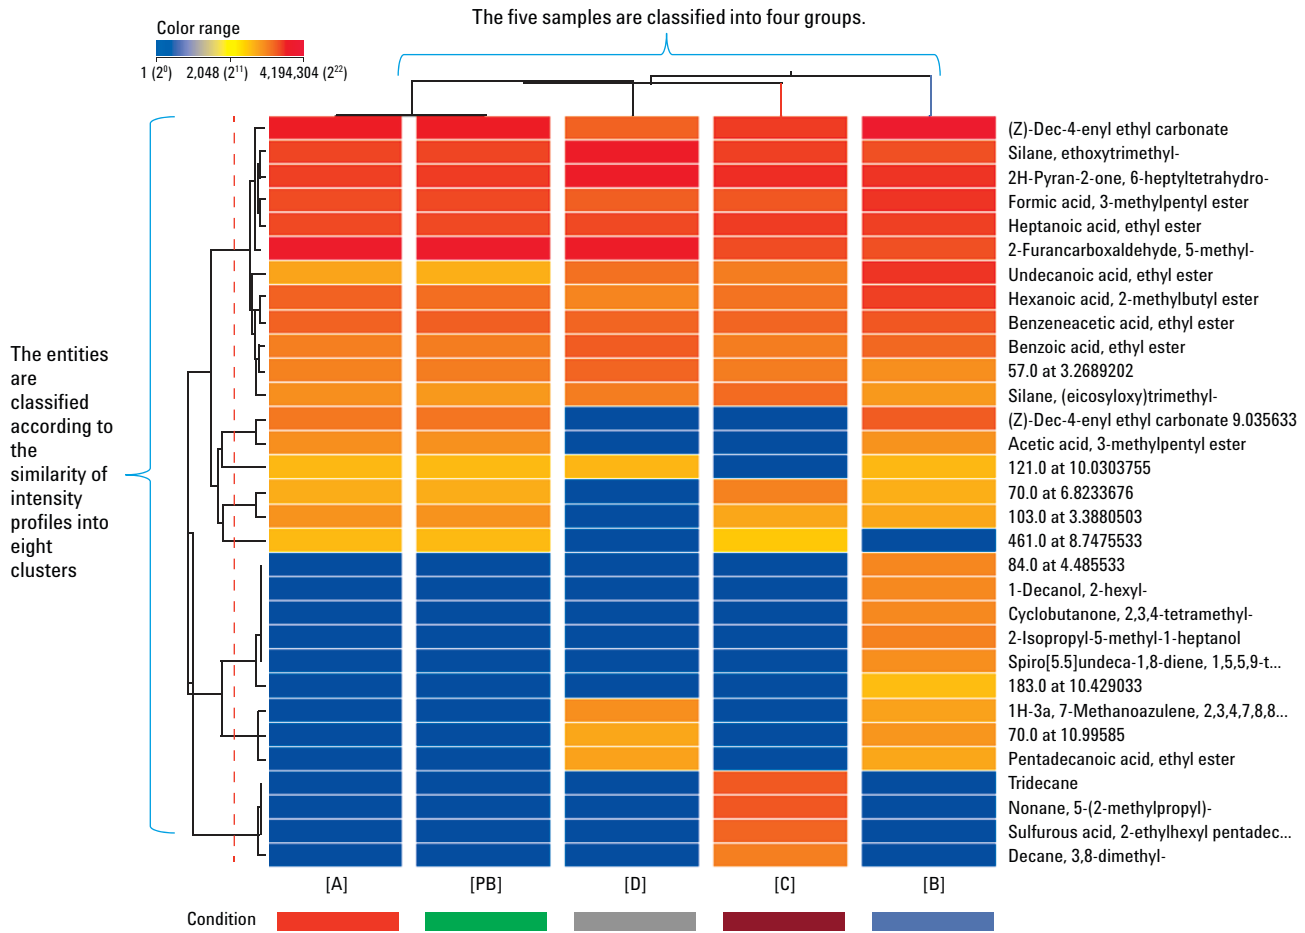 The five samples are classified into four groups.
Color range
1 (2⁰) 2,048 (2¹¹) 4,194,304 (2²²)
(Z)-Dec-4-enyl ethyl carbonate
Silane, ethoxytrimethyl-
2H-Pyran-2-one, 6-heptyltetrahydro-
Formic acid, 3-methylpentyl ester
Heptanoic acid, ethyl ester
2-Furancarboxaldehyde, 5-methyl-
Undecanoic acid, ethyl ester
Hexanoic acid, 2-methylbutyl ester
Benzeneacetic acid, ethyl ester
Benzoic acid, ethyl ester
57.0 at 3.2689202
Silane, (eicosyloxy)trimethyl-
(Z)-Dec-4-enyl ethyl carbonate 9.035633
Acetic acid, 3-methylpentyl ester
121.0 at 10.0303755
70.0 at 6.8233676
103.0 at 3.3880503
461.0 at 8.7475533
84.0 at 4.485533
1-Decanol, 2-hexyl-
Cyclobutanone, 2,3,4-tetramethyl-
2-Isopropyl-5-methyl-1-heptanol
Spiro[5.5]undeca-1,8-diene, 1,5,5,9-t...
183.0 at 10.429033
1H-3a, 7-Methanoazulene, 2,3,4,7,8,8...
70.0 at 10.99585
Pentadecanoic acid, ethyl ester
Tridecane
Nonane, 5-(2-methylpropyl)-
Sulfurous acid, 2-ethylhexyl pentadec...
Decane, 3,8-dimethyl-
The entities
are
classified
according to
the
similarity of
intensity
profiles into
eight
clusters
[A] [PB] [D] [C] [B]
Condition